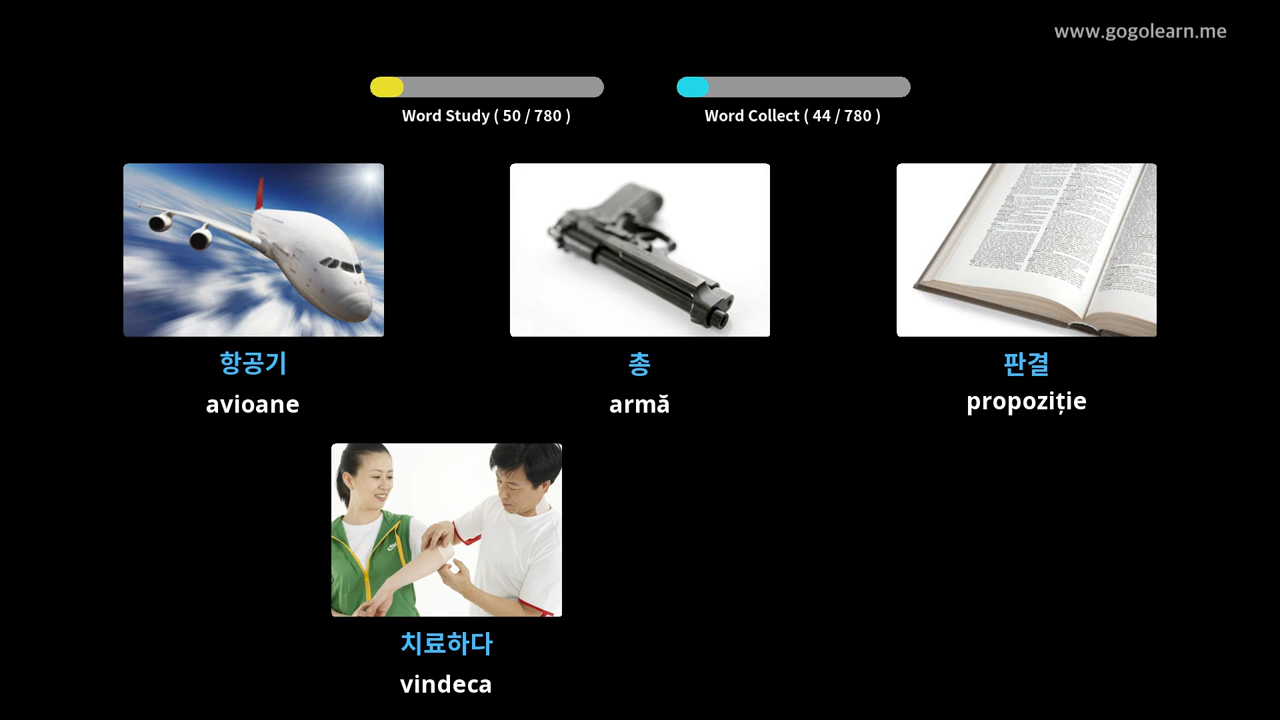 www.gogolearn.me
Word Study ( 50 / 780 )
Word Collect ( 44 / 780 )
항공기
avioane
총
armă
판결
propoziție
치료하다
vindeca